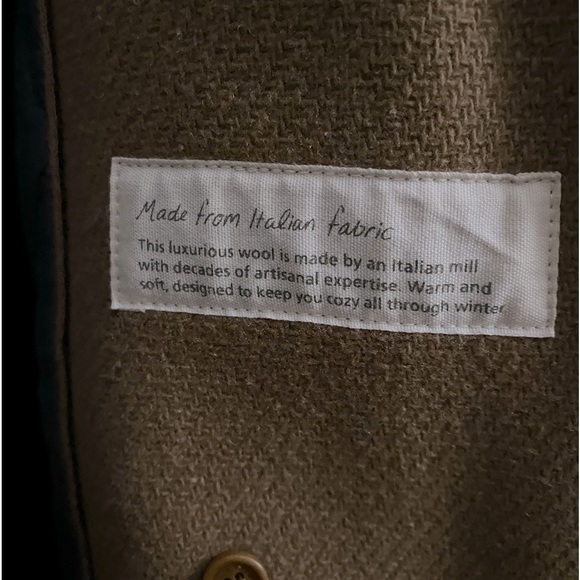 Made from Italian fabric
This luxurious wool is made by an Italian mill
with decades of artisanal expertise. Warm and
soft, designed to keep you cozy all through winter